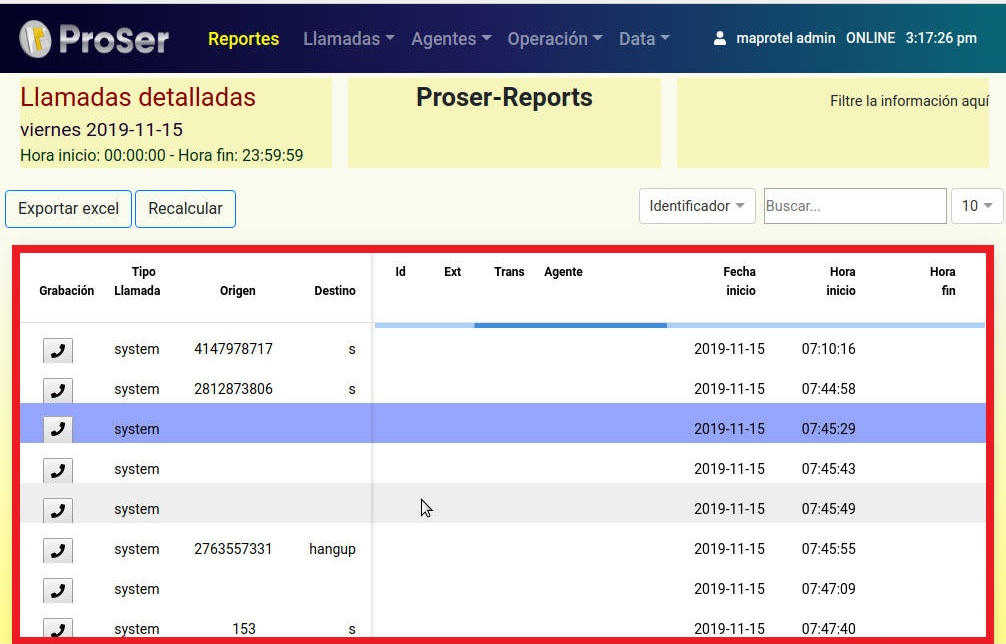 ProSer Reportes Llamadas Agentes Operación Data maprotel admin ONLINE 3:17:26 pm
Llamadas detalladas
viernes 2019-11-15
Hora inicio: 00:00:00 - Hora fin: 23:59:59
Proser-Reports
Filtre la información aquí
Exportar excel Recalcular Identificador Buscar... 10
Grabación Tipo Llamada Origen Destino Id Ext Trans Agente Fecha inicio Hora inicio Hora fin
system 4147978717 s 2019-11-15 07:10:16
system 2812873806 s 2019-11-15 07:44:58
system 2019-11-15 07:45:29
system 2019-11-15 07:45:43
system 2019-11-15 07:45:49
system 2763557331 hangup 2019-11-15 07:45:55
system 2019-11-15 07:47:09
system 153 s 2019-11-15 07:47:40